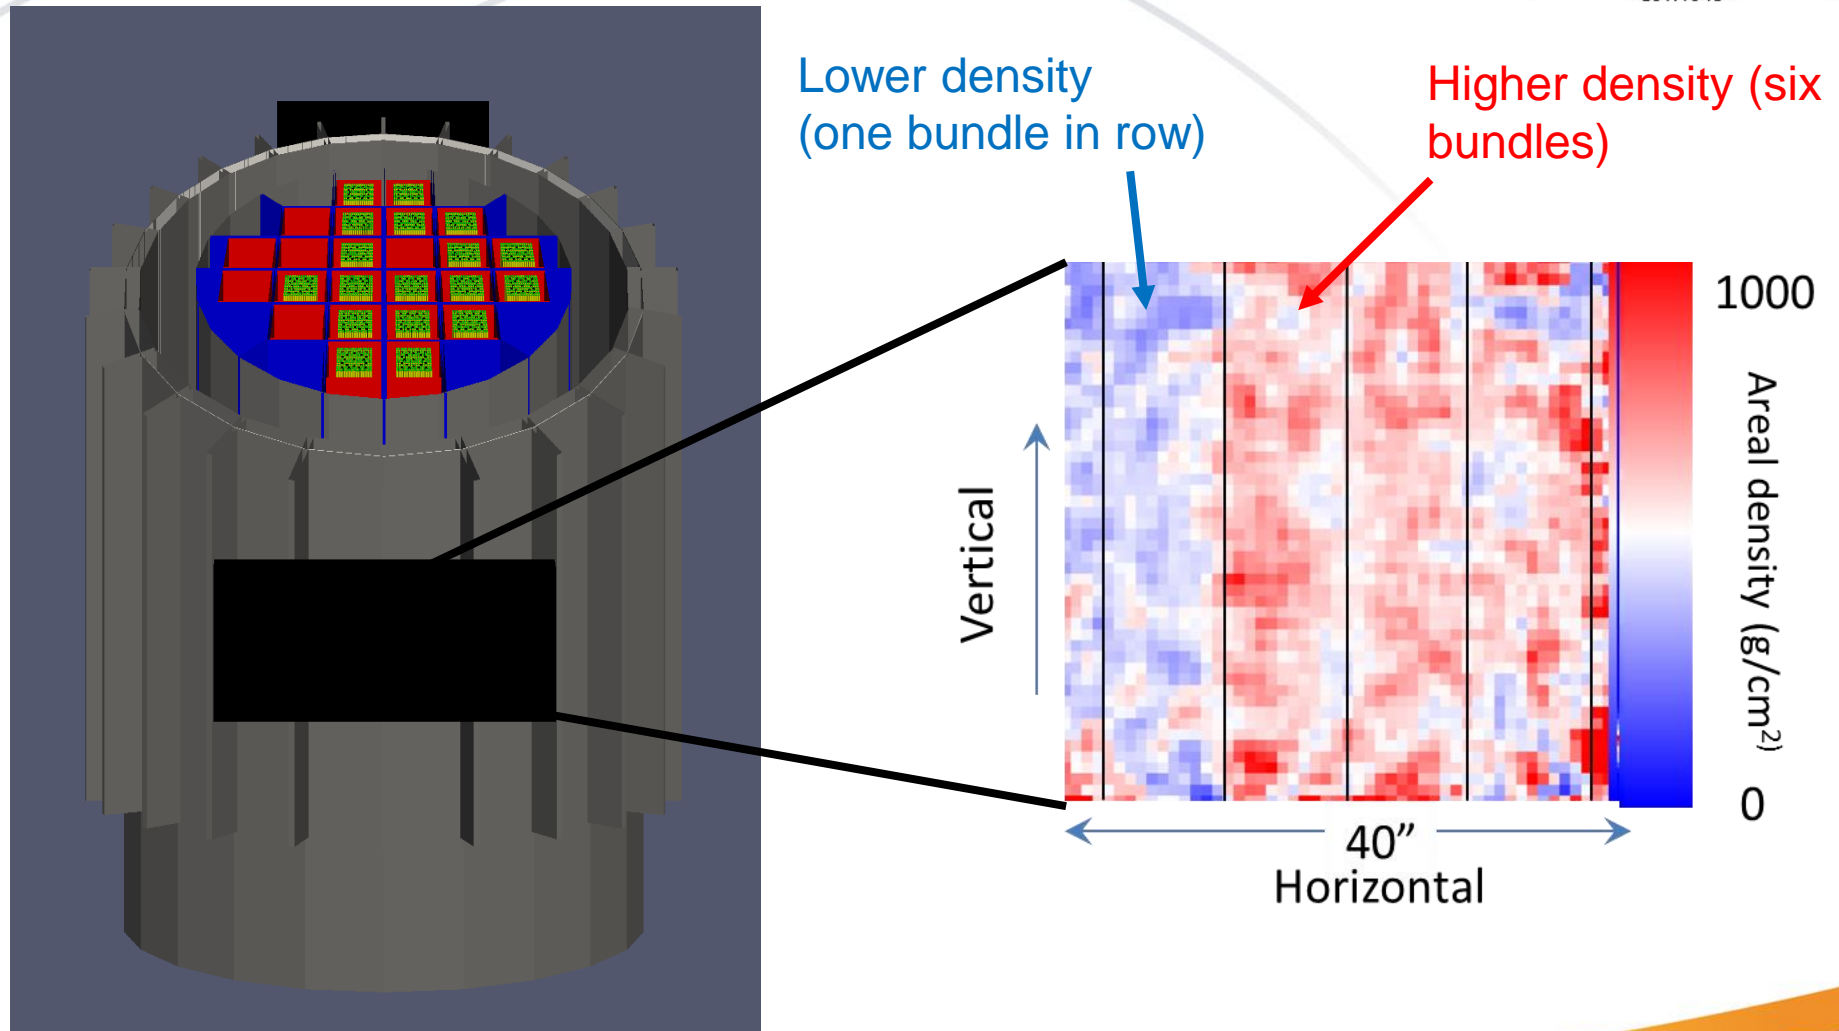 Lower density
(one bundle in row)
Higher density (six
bundles)
1000
Areal density (g/cm²)
0
Vertical
40”
Horizontal